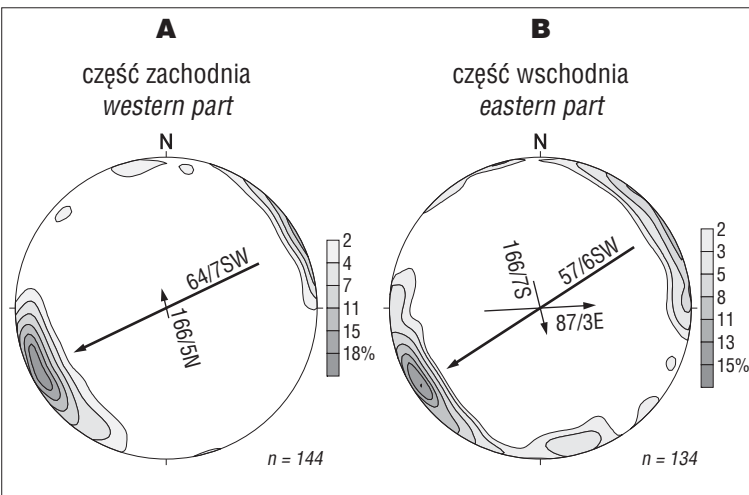 A
część zachodnia
western part
N
64/7SW
166/5N
2
4
7
11
15
18%
n = 144
B
część wschodnia
eastern part
N
166/7S
57/6SW
87/3E
2
3
5
8
11
13
15%
n = 134